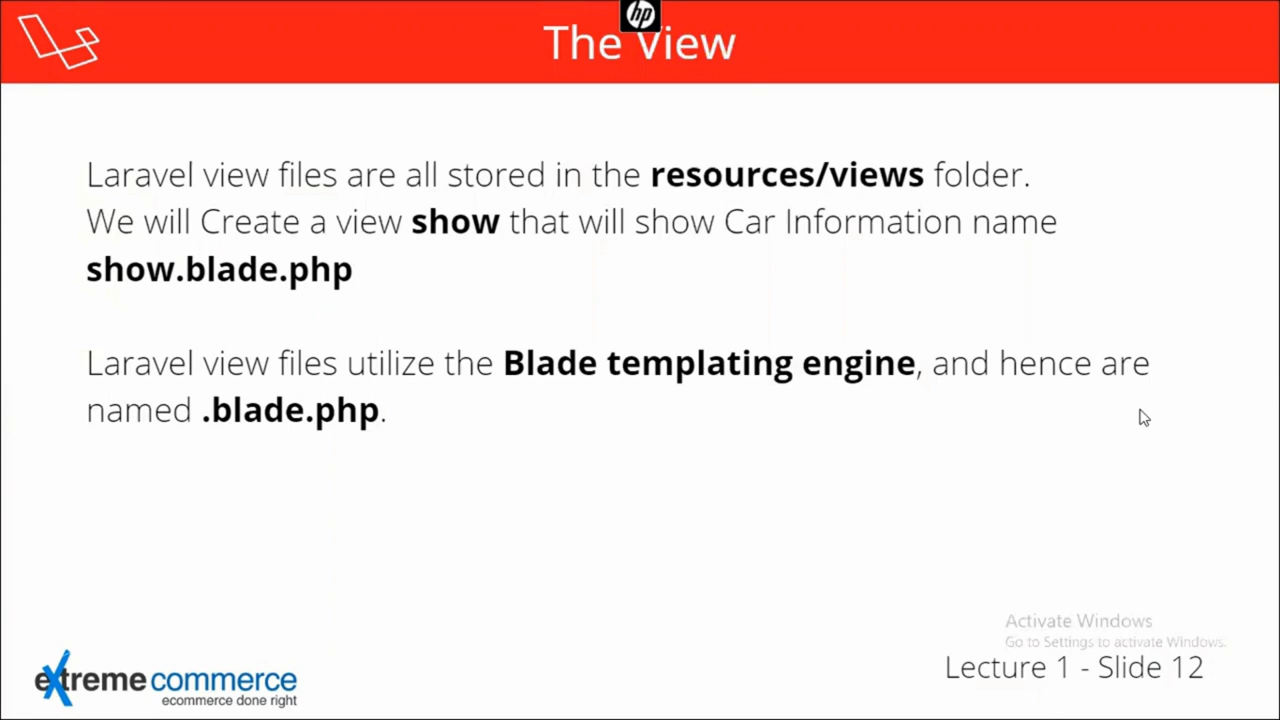 hp
The View
Laravel view files are all stored in the resources/views folder.
We will Create a view show that will show Car Information name
show.blade.php
Laravel view files utilize the Blade templating engine, and hence are
named .blade.php.
Activate Windows
Go to Settings to activate Windows.
Lecture 1 - Slide 12
extreme commerce
ecommerce done right